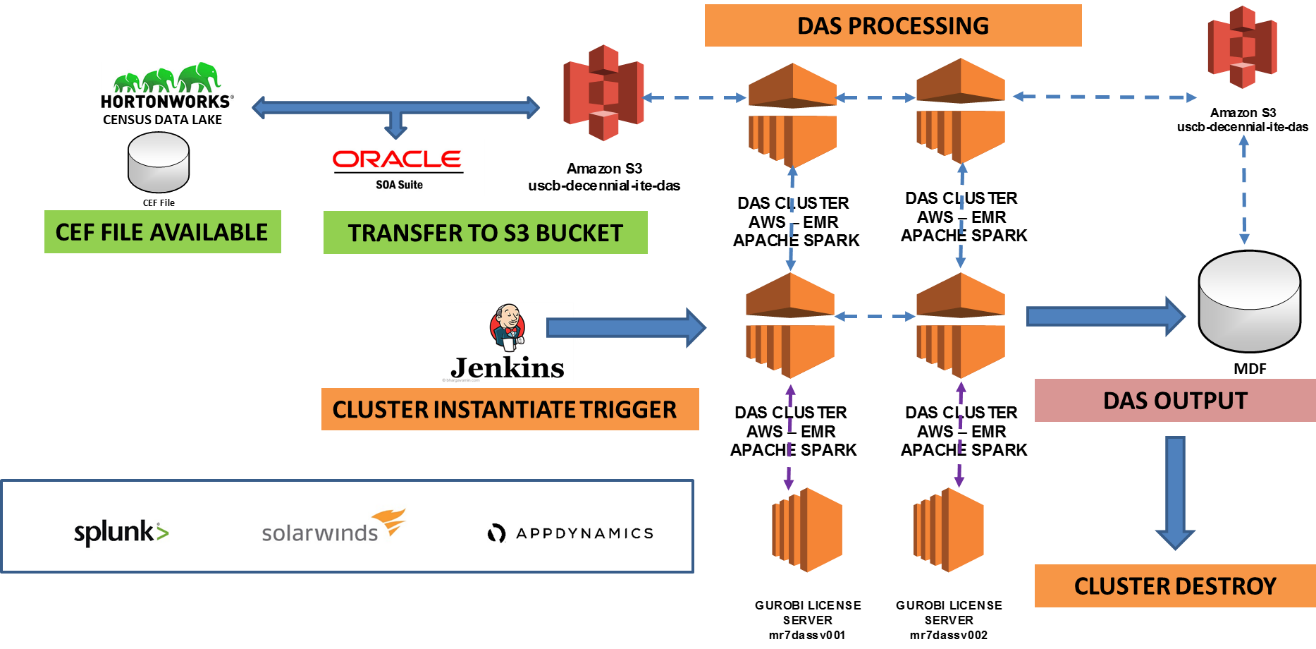 DAS PROCESSING
HORTONWORKS®
CENSUS DATA LAKE
CEF File
CEF FILE AVAILABLE
ORACLE
SOA Suite
TRANSFER TO S3 BUCKET
Amazon S3
uscb-decennial-ite-das
Amazon S3
uscb-decennial-ite-das
DAS CLUSTER
AWS – EMR
APACHE SPARK
DAS CLUSTER
AWS – EMR
APACHE SPARK
Jenkins
CLUSTER INSTANTIATE TRIGGER
DAS CLUSTER
AWS – EMR
APACHE SPARK
DAS CLUSTER
AWS – EMR
APACHE SPARK
MDF
DAS OUTPUT
splunk>
solarwinds
APPDYNAMICS
GUROBI LICENSE
SERVER
mr7dassv001
GUROBI LICENSE
SERVER
mr7dassv002
CLUSTER DESTROY